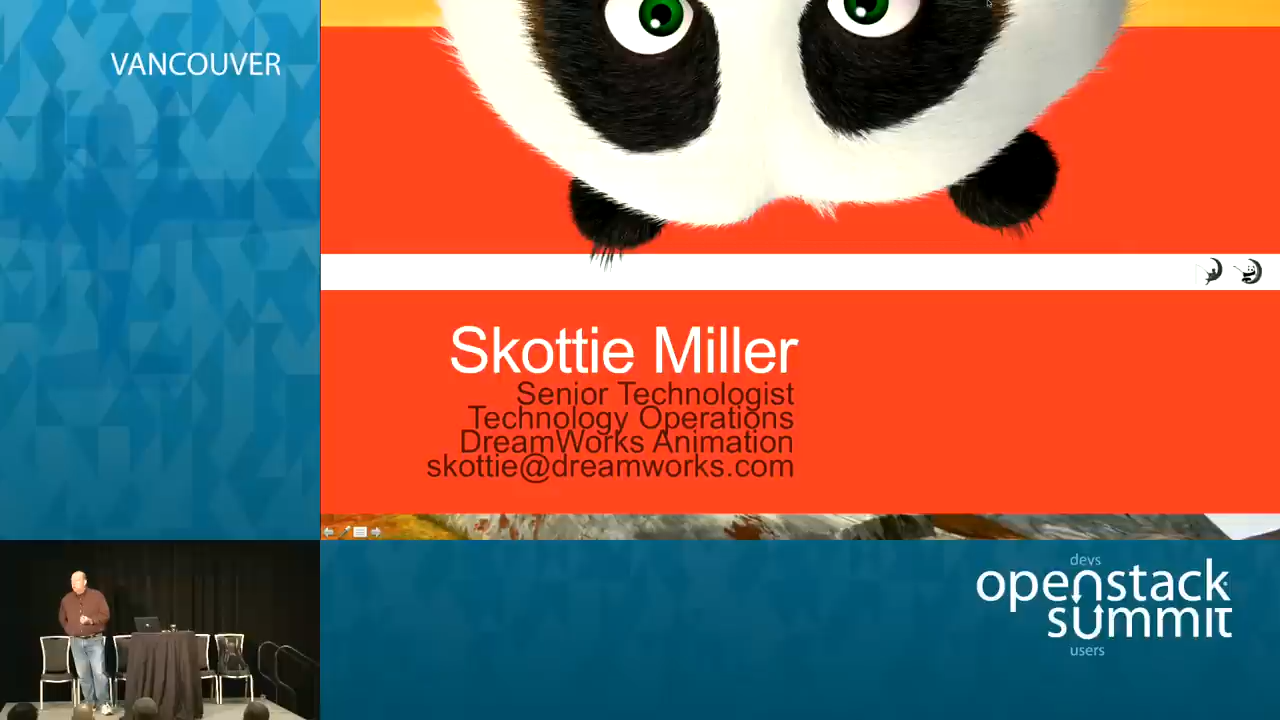 VANCOUVER
Skottie Miller
Senior Technologist
Technology Operations
DreamWorks Animation
skottie@dreamworks.com
devs
openstack
summit
users